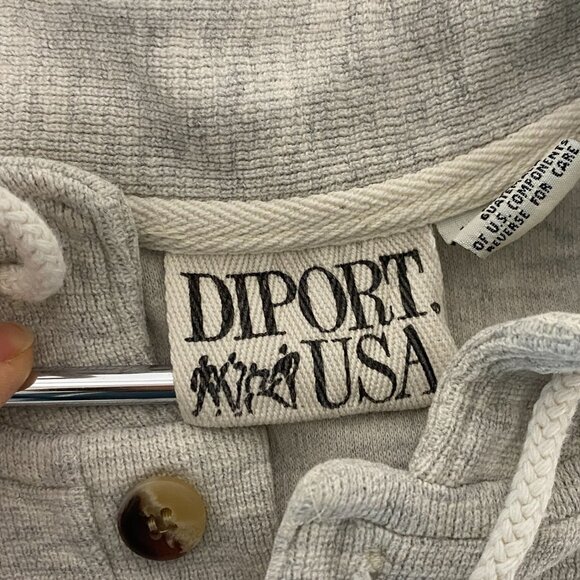 DIPORT.
USA
OF U.S. COMPONENTS
REVERSE FOR CARE